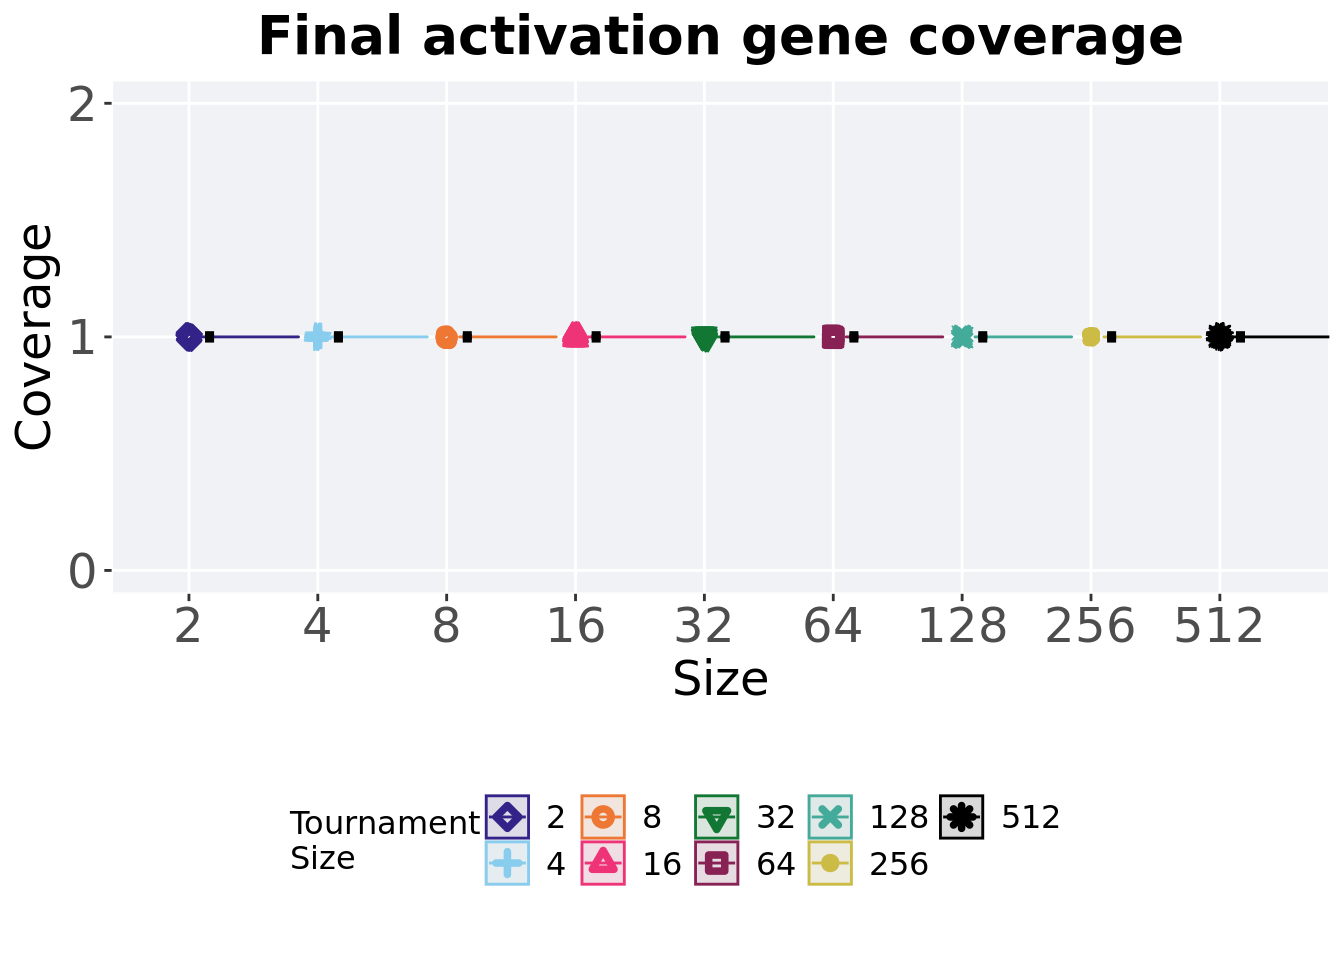 Final activation gene coverage
2
1
0
Coverage
2 4 8 16 32 64 128 256 512
Size
Tournament
Size
2 8 32 128 512
4 16 64 256